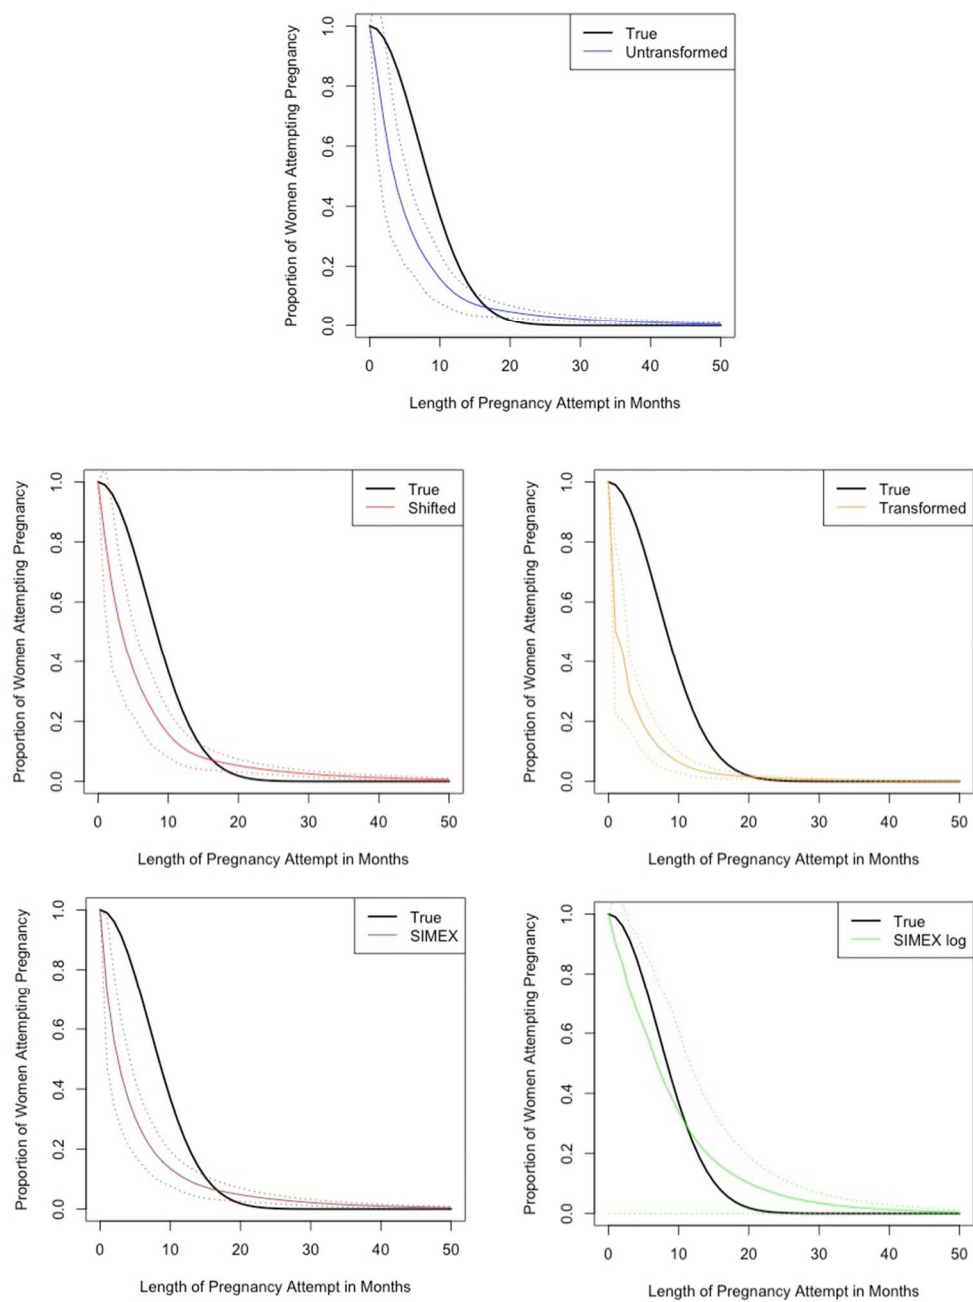 Proportion of Women Attempting Pregnancy
1.0
0.8
0.6
0.4
0.2
0.0
True
Untransformed
0 10 20 30 40 50
Length of Pregnancy Attempt in Months
Proportion of Women Attempting Pregnancy
1.0
0.8
0.6
0.4
0.2
0.0
True
Shifted
0 10 20 30 40 50
Length of Pregnancy Attempt in Months
Proportion of Women Attempting Pregnancy
1.0
0.8
0.6
0.4
0.2
0.0
True
Transformed
0 10 20 30 40 50
Length of Pregnancy Attempt in Months
Proportion of Women Attempting Pregnancy
1.0
0.8
0.6
0.4
0.2
0.0
True
SIMEX
0 10 20 30 40 50
Length of Pregnancy Attempt in Months
Proportion of Women Attempting Pregnancy
1.0
0.8
0.6
0.4
0.2
0.0
True
SIMEX log
0 10 20 30 40 50
Length of Pregnancy Attempt in Months